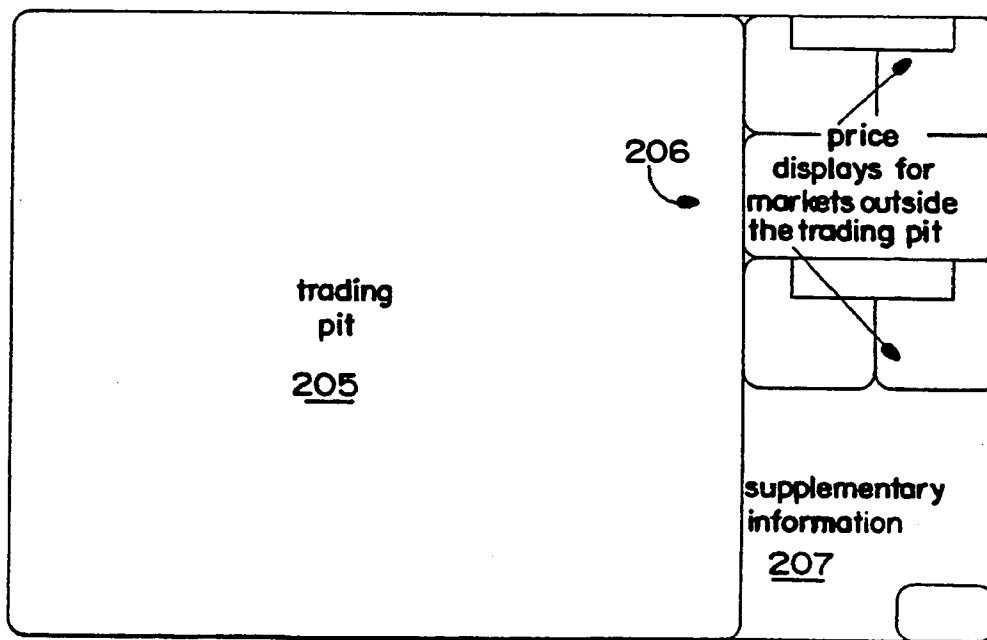 206
trading
pit
205
price
displays for
markets outside
the trading pit
supplementary
information
207